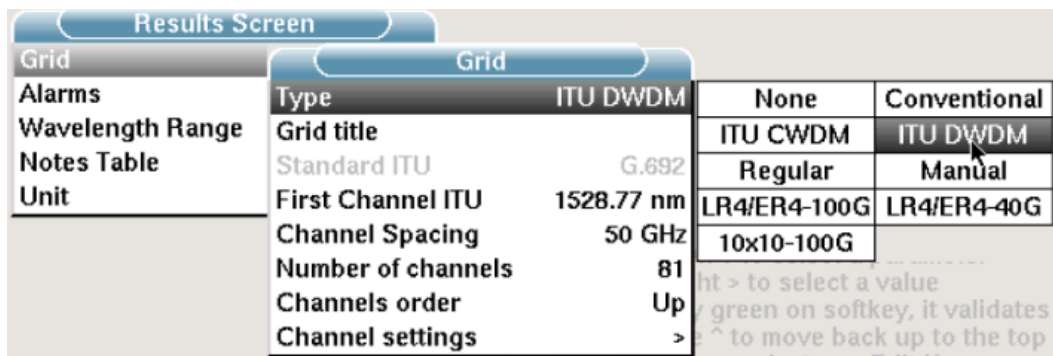 Results Screen
Grid
Alarms
Wavelength Range
Notes Table
Unit
Grid
Type ITU DWDM
Grid title
Standard ITU G.692
First Channel ITU 1528.77 nm
Channel Spacing 50 GHz
Number of channels 81
Channels order Up
Channel settings >
None Conventional
ITU CWDM ITU DWDM
Regular Manual
LR4/ER4-100G LR4/ER4-40G
10x10-100G
> to select a value
green on softkey, it validates
^ to move back up to the top